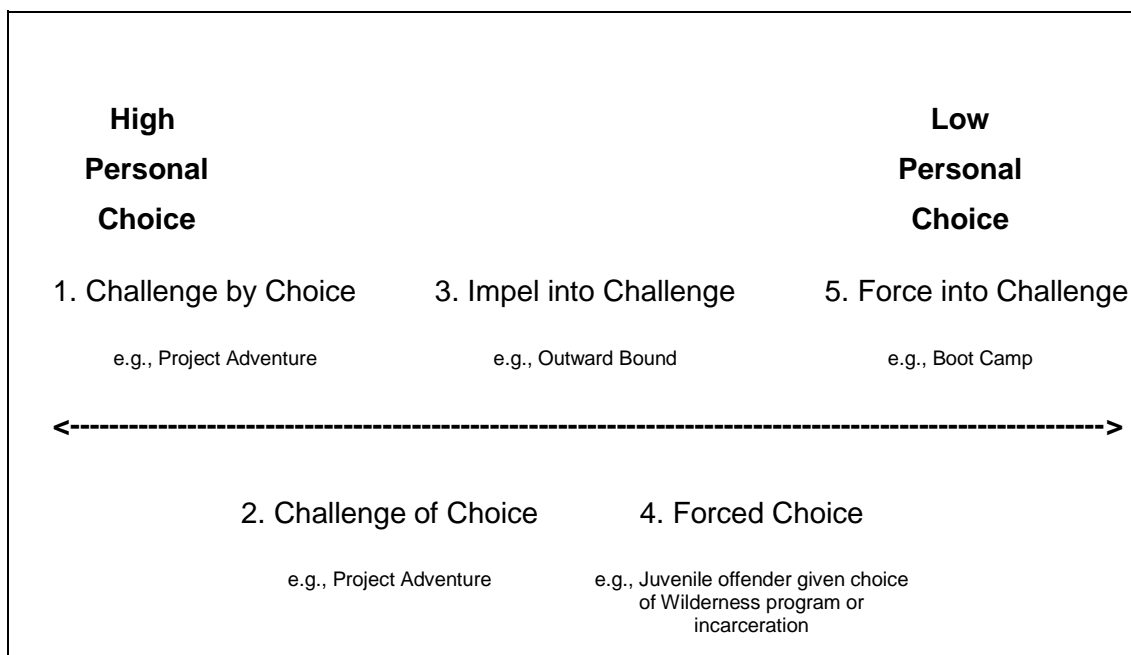 High
Personal
Choice
Low
Personal
Choice
1. Challenge by Choice
3. Impel into Challenge
5. Force into Challenge
e.g., Project Adventure
e.g., Outward Bound
e.g., Boot Camp
<---------------------------------------------------------------------------------------------------------->
2. Challenge of Choice
4. Forced Choice
e.g., Project Adventure
e.g., Juvenile offender given choice
of Wilderness program or
incarceration